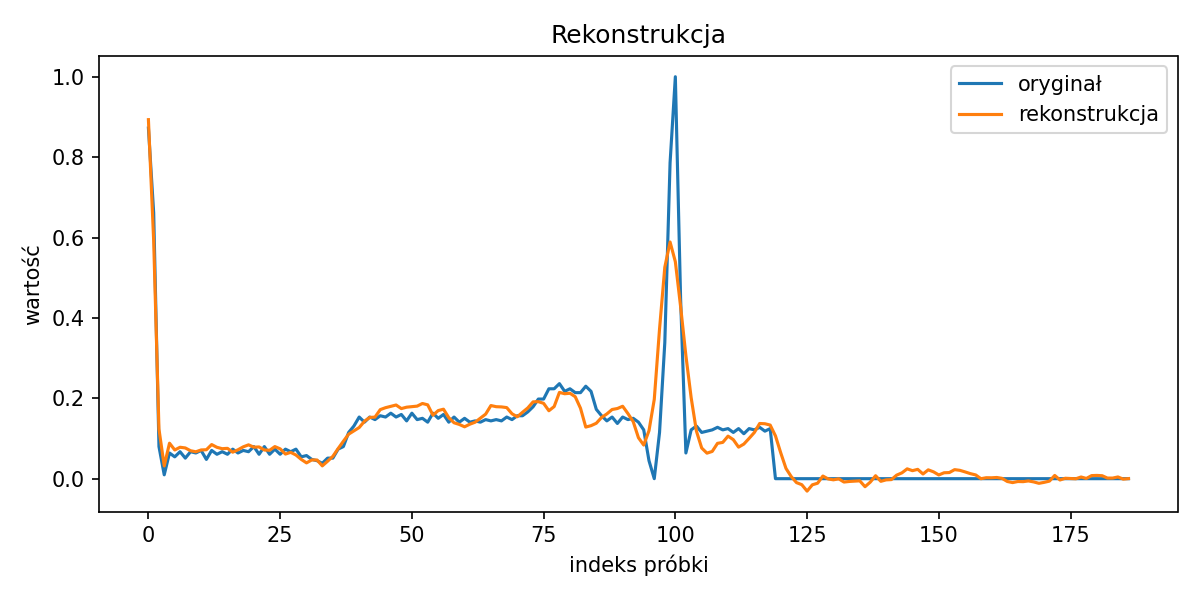 Rekonstrukcja
oryginał
rekonstrukcja
wartość
1.0
0.8
0.6
0.4
0.2
0.0
0 25 50 75 100 125 150 175
indeks próbki